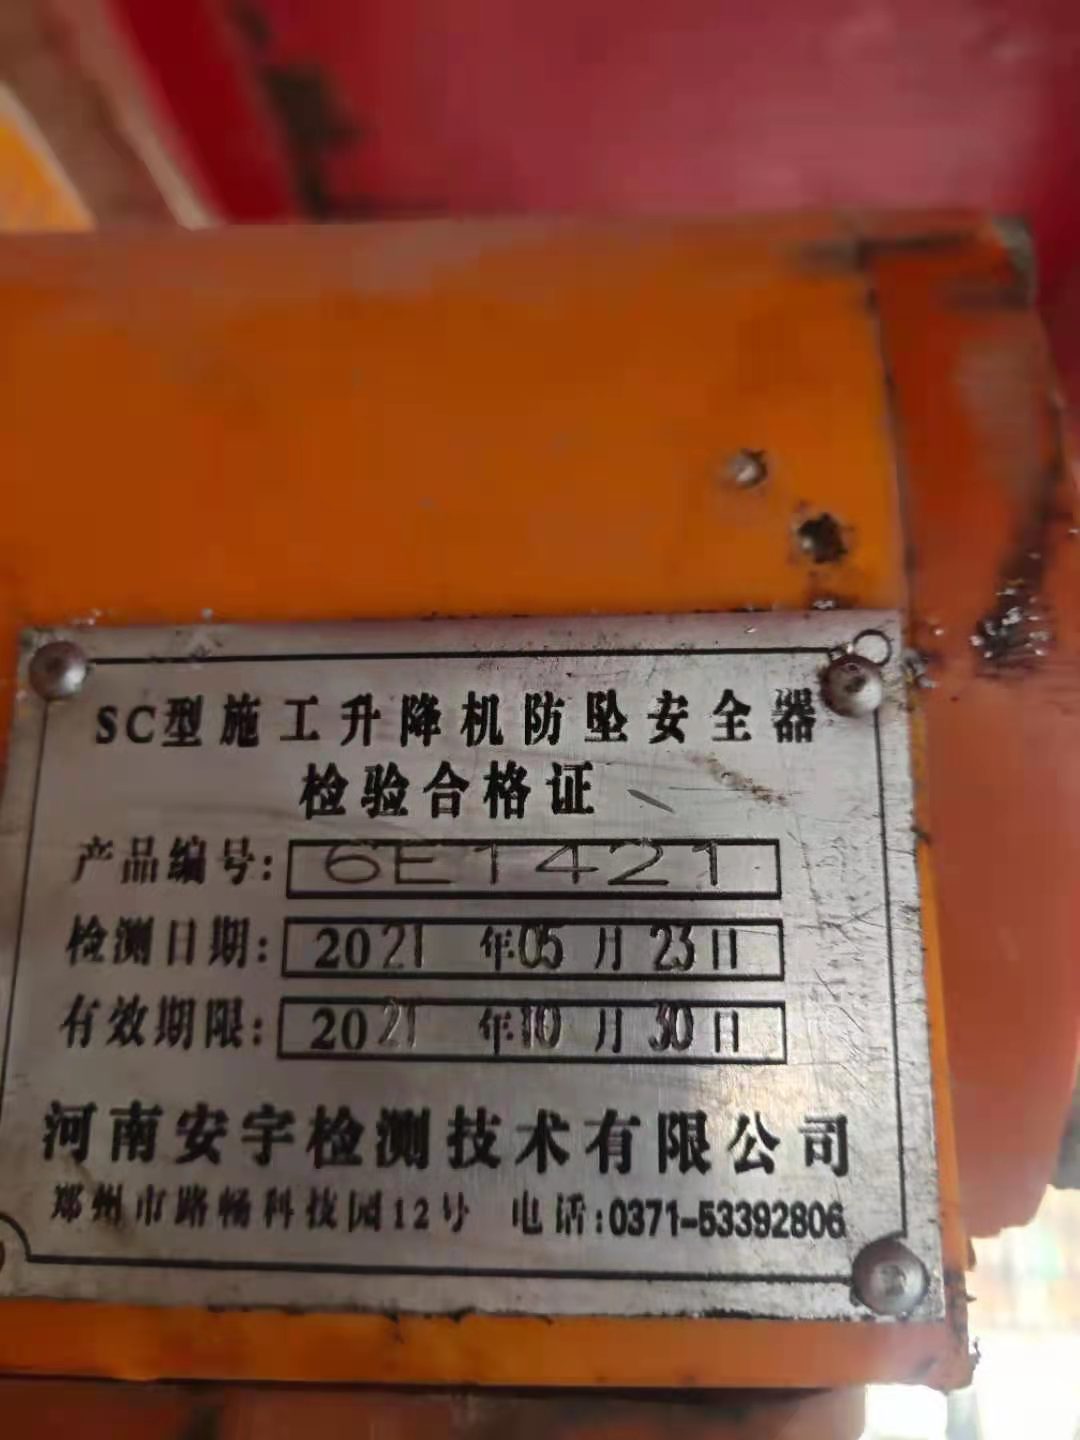 SC型施工升降机防坠安全器
检验合格证
产品编号: 6E1421
检测日期: 2021 年05 月 23日
有效期限: 2021 年10 月 30日
河南安宇检测技术有限公司
郑州市路畅科技园12号 电话:0371-53392806